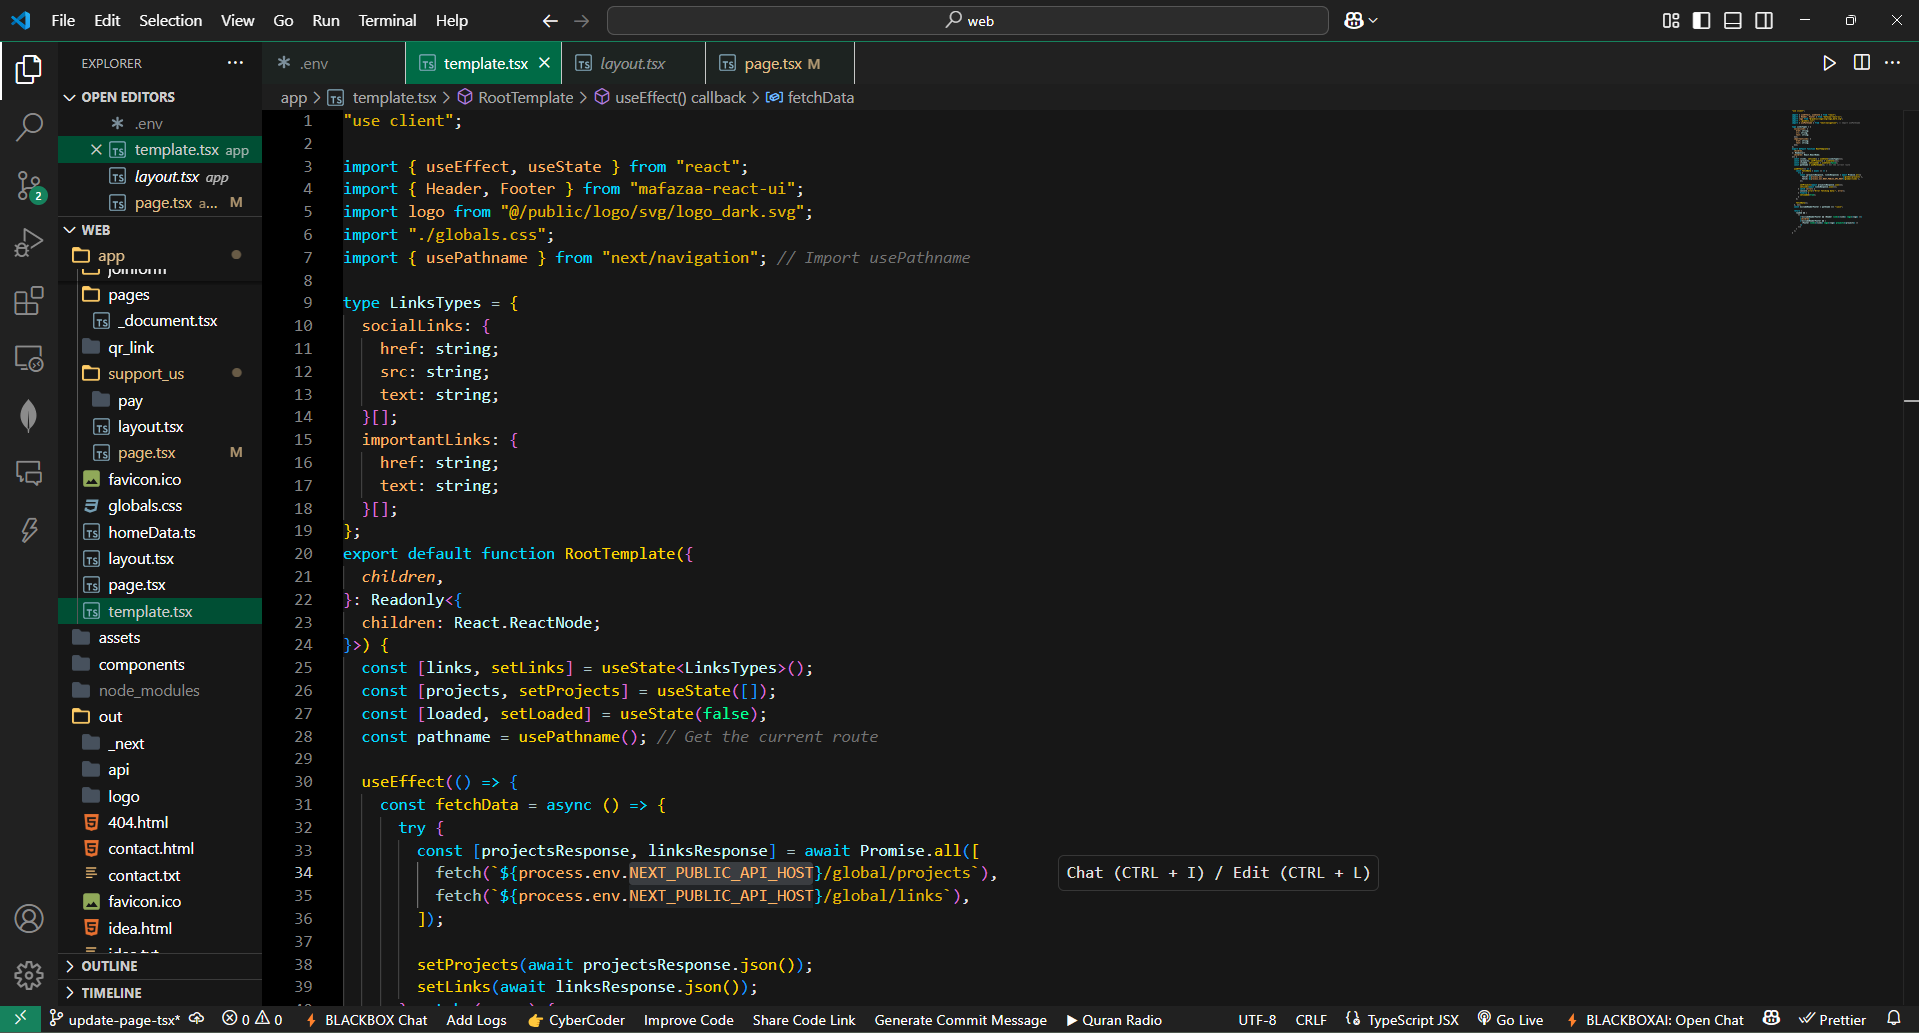 File Edit Selection View Go Run Terminal Help
web
EXPLORER
OPEN EDITORS
.env
template.tsx app
layout.tsx app
page.tsx a... M
2
WEB
app
joinform
pages
_document.tsx
qr_link
support_us
pay
layout.tsx
page.tsx M
favicon.ico
globals.css
homeData.ts
layout.tsx
page.tsx
template.tsx
assets
components
node_modules
out
_next
api
logo
404.html
contact.html
contact.txt
favicon.ico
idea.html
idea.txt
OUTLINE
TIMELINE
.env template.tsx layout.tsx page.tsx M
app > template.tsx > RootTemplate > useEffect() callback > fetchData
1 "use client";
2
3 import { useEffect, useState } from "react";
4 import { Header, Footer } from "mafazaa-react-ui";
5 import logo from "@/public/logo/svg/logo_dark.svg";
6 import "./globals.css";
7 import { usePathname } from "next/navigation"; // Import usePathname
8
9 type LinksTypes = {
10 socialLinks: {
11 href: string;
12 src: string;
13 text: string;
14 }[];
15 importantLinks: {
16 href: string;
17 text: string;
18 }[];
19 };
20 export default function RootTemplate({
21 children,
22 }: Readonly<{
23 children: React.ReactNode;
24 }>) {
25 const [links, setLinks] = useState<LinksTypes>();
26 const [projects, setProjects] = useState([]);
27 const [loaded, setLoaded] = useState(false);
28 const pathname = usePathname(); // Get the current route
29
30 useEffect(() => {
31 const fetchData = async () => {
32 try {
33 const [projectsResponse, linksResponse] = await Promise.all([
34 fetch(`${process.env.NEXT_PUBLIC_API_HOST}/global/projects`),
Chat (CTRL + I) / Edit (CTRL + L)
35 fetch(`${process.env.NEXT_PUBLIC_API_HOST}/global/links`),
36 ]);
37
38 setProjects(await projectsResponse.json());
39 setLinks(await linksResponse.json());
update-page-tsx* 0 0 BLACKBOX Chat Add Logs 👉 CyberCoder Improve Code Share Code Link Generate Commit Message Quran Radio UTF-8 CRLF TypeScript JSX Go Live BLACKBOXAI: Open Chat Prettier